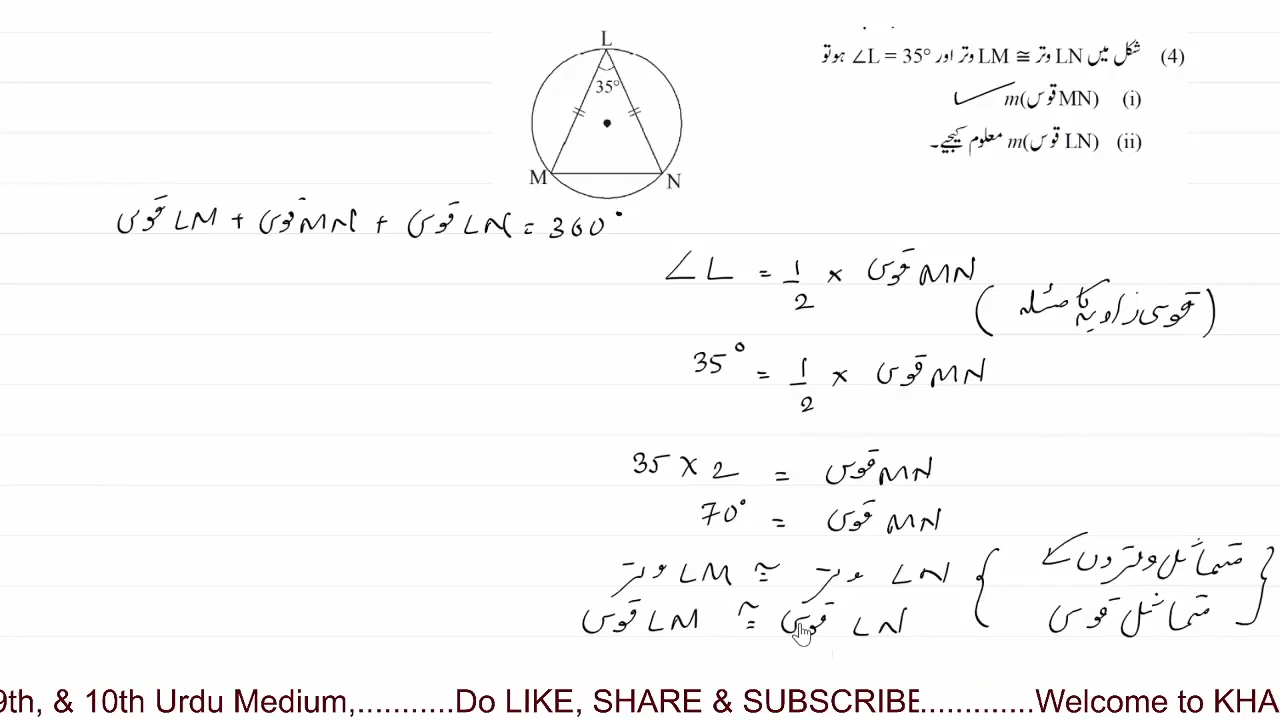 (4) شکل میں LN وتر ≅ LM وتر اور ∠L = 35° ہو تو
(i) m(قوس MN)
(ii) m(قوس LN) معلوم کیجیے۔
L
35°
M N
قوس LM + قوس MN + قوس LN = 360°
∠L = 1/2 × قوس MN
(قوسی زاویہ کا مسئلہ)
35° = 1/2 × قوس MN
35 × 2 = قوس MN
70° = قوس MN
وتر LM ≅ وتر LN { متماثل وتروں کے
قوس LM ≅ قوس LN متماثل قوس }
9th, & 10th Urdu Medium,...........Do LIKE, SHARE & SUBSCRIBE.............Welcome to KHA